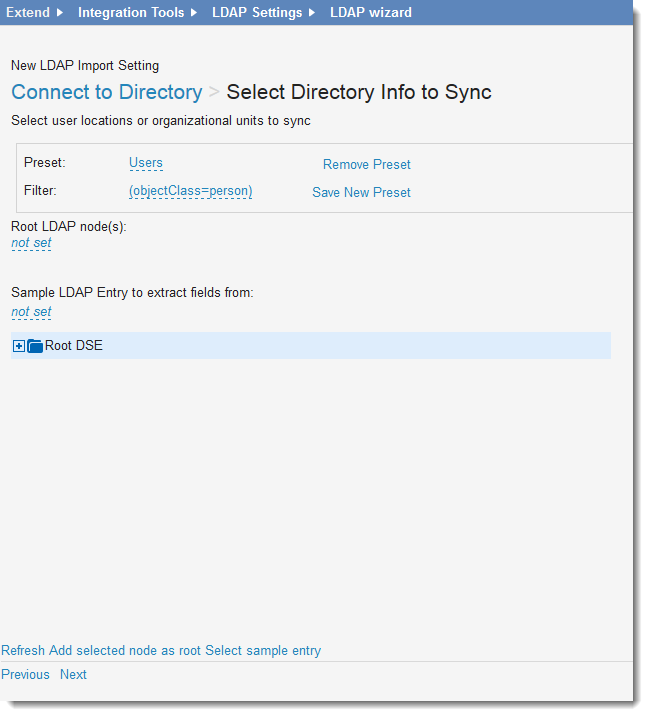 Extend Integration Tools LDAP Settings LDAP wizard
New LDAP Import Setting
Connect to Directory > Select Directory Info to Sync
Select user locations or organizational units to sync
Preset: Users Remove Preset
Filter: (objectClass=person) Save New Preset
Root LDAP node(s):
not set
Sample LDAP Entry to extract fields from:
not set
Root DSE
Refresh Add selected node as root Select sample entry
Previous Next